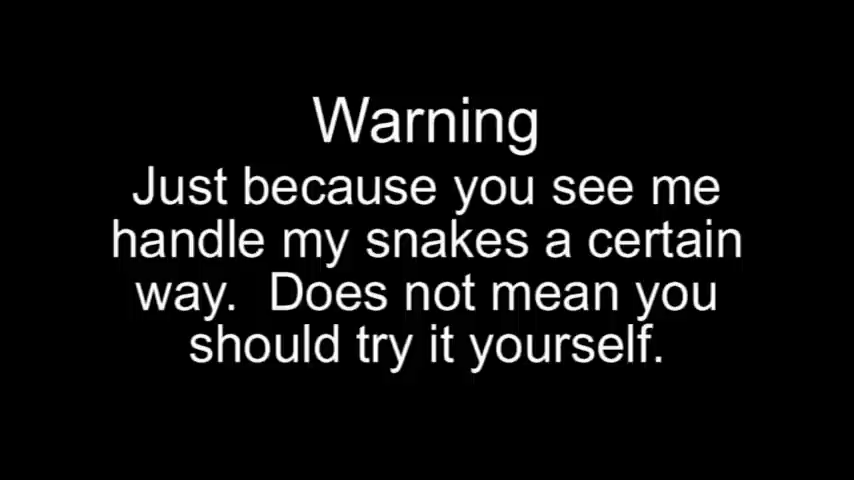 Warning
Just because you see me
handle my snakes a certain
way.  Does not mean you
should try it yourself.